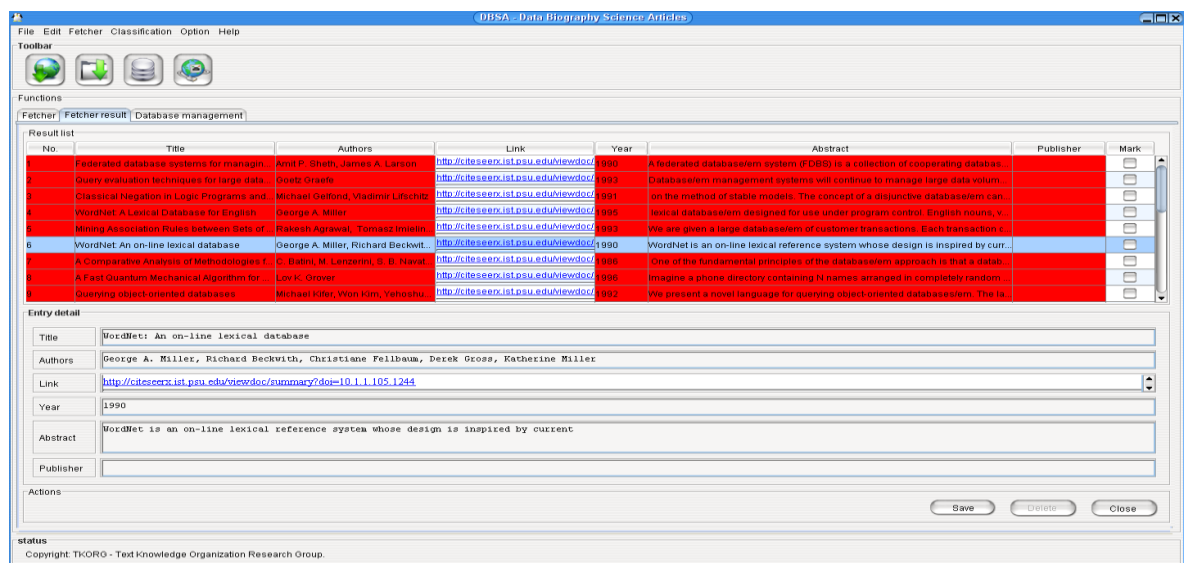 DBSA - Data Biography Science Articles
File Edit Fetcher Classification Option Help
Toolbar
Functions
Fetcher Fetcher result Database management
Result list
No. Title Authors Link Year Abstract Publisher Mark
1 Federated database systems for managin... Amit P. Sheth, James A. Larson http://citeseerx.ist.psu.edu/viewdoc/ 1990 A federated database/em system (FDBS) is a collection of cooperating databas...
2 Query evaluation techniques for large data... Goetz Graefe http://citeseerx.ist.psu.edu/viewdoc/ 1993 Database/em management systems will continue to manage large data volum...
3 Classical Negation in Logic Programs and ... Michael Gelfond, Vladimir Lifschitz http://citeseerx.ist.psu.edu/viewdoc/ 1991 on the method of stable models. The concept of a disjunctive database/em can...
4 WordNet: A Lexical Database for English George A. Miller http://citeseerx.ist.psu.edu/viewdoc/ 1995 lexical database/em designed for use under program control. English nouns, v...
5 Mining Association Rules between Sets of ... Rakesh Agrawal, Tomasz Imielin... http://citeseerx.ist.psu.edu/viewdoc/ 1993 We are given a large database/em of customer transactions. Each transaction c...
6 WordNet: An on-line lexical database George A. Miller, Richard Beckwit... http://citeseerx.ist.psu.edu/viewdoc/ 1990 WordNet is an on-line lexical reference system whose design is inspired by curr...
7 A Comparative Analysis of Methodologies f... C. Batini, M. Lenzerini, S. B. Navat... http://citeseerx.ist.psu.edu/viewdoc/ 1986 One of the fundamental principles of the database/em approach is that a datab...
8 A Fast Quantum Mechanical Algorithm for ... Lov K. Grover http://citeseerx.ist.psu.edu/viewdoc/ 1996 Imagine a phone directory containing N names arranged in completely random ...
9 Querying object-oriented databases Michael Kifer, Won Kim, Yehoshu... http://citeseerx.ist.psu.edu/viewdoc/ 1992 We present a novel language for querying object-oriented databases/em. The la...
Entry detail
Title WordNet: An on-line lexical database
Authors George A. Miller, Richard Beckwith, Christiane Fellbaum, Derek Gross, Katherine Miller
Link http://citeseerx.ist.psu.edu/viewdoc/summary?doi=10.1.1.105.1244
Year 1990
Abstract WordNet is an on-line lexical reference system whose design is inspired by current
Publisher
Actions
Save Delete Close
status
Copyright: TKORG - Text Knowledge Organization Research Group.